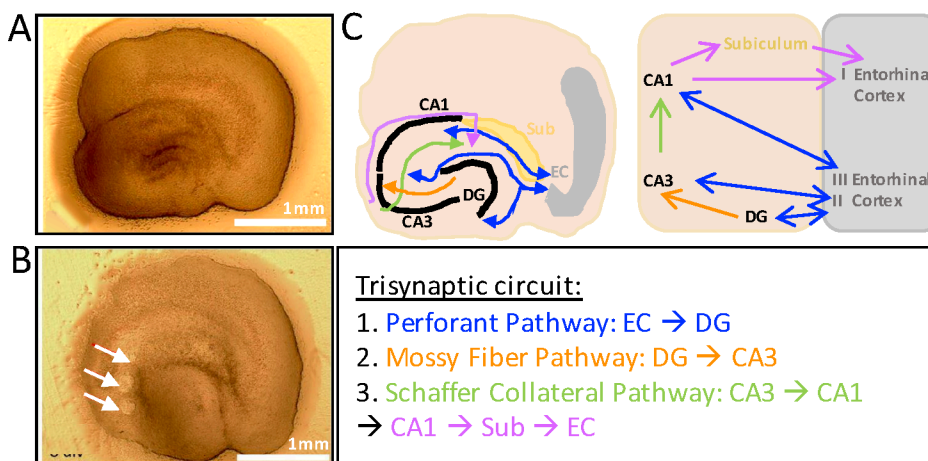 A
1mm
B
1mm
C
CA1
Sub
EC
DG
CA3
Subiculum
CA1
I Entorhinal
Cortex
CA3
III Entorhinal
II Cortex
DG
Trisynaptic circuit:
1. Perforant Pathway: EC → DG
2. Mossy Fiber Pathway: DG → CA3
3. Schaffer Collateral Pathway: CA3 → CA1
→ CA1 → Sub → EC